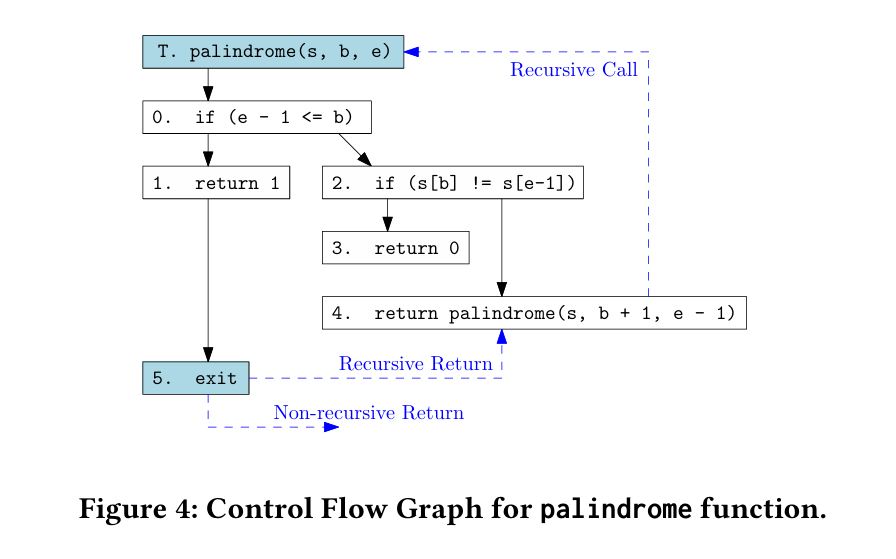 T. palindrome(s, b, e)
Recursive Call
0. if (e - 1 <= b)
1. return 1
2. if (s[b] != s[e-1])
3. return 0
4. return palindrome(s, b + 1, e - 1)
Recursive Return
5. exit
Non-recursive Return
Figure 4: Control Flow Graph for palindrome function.